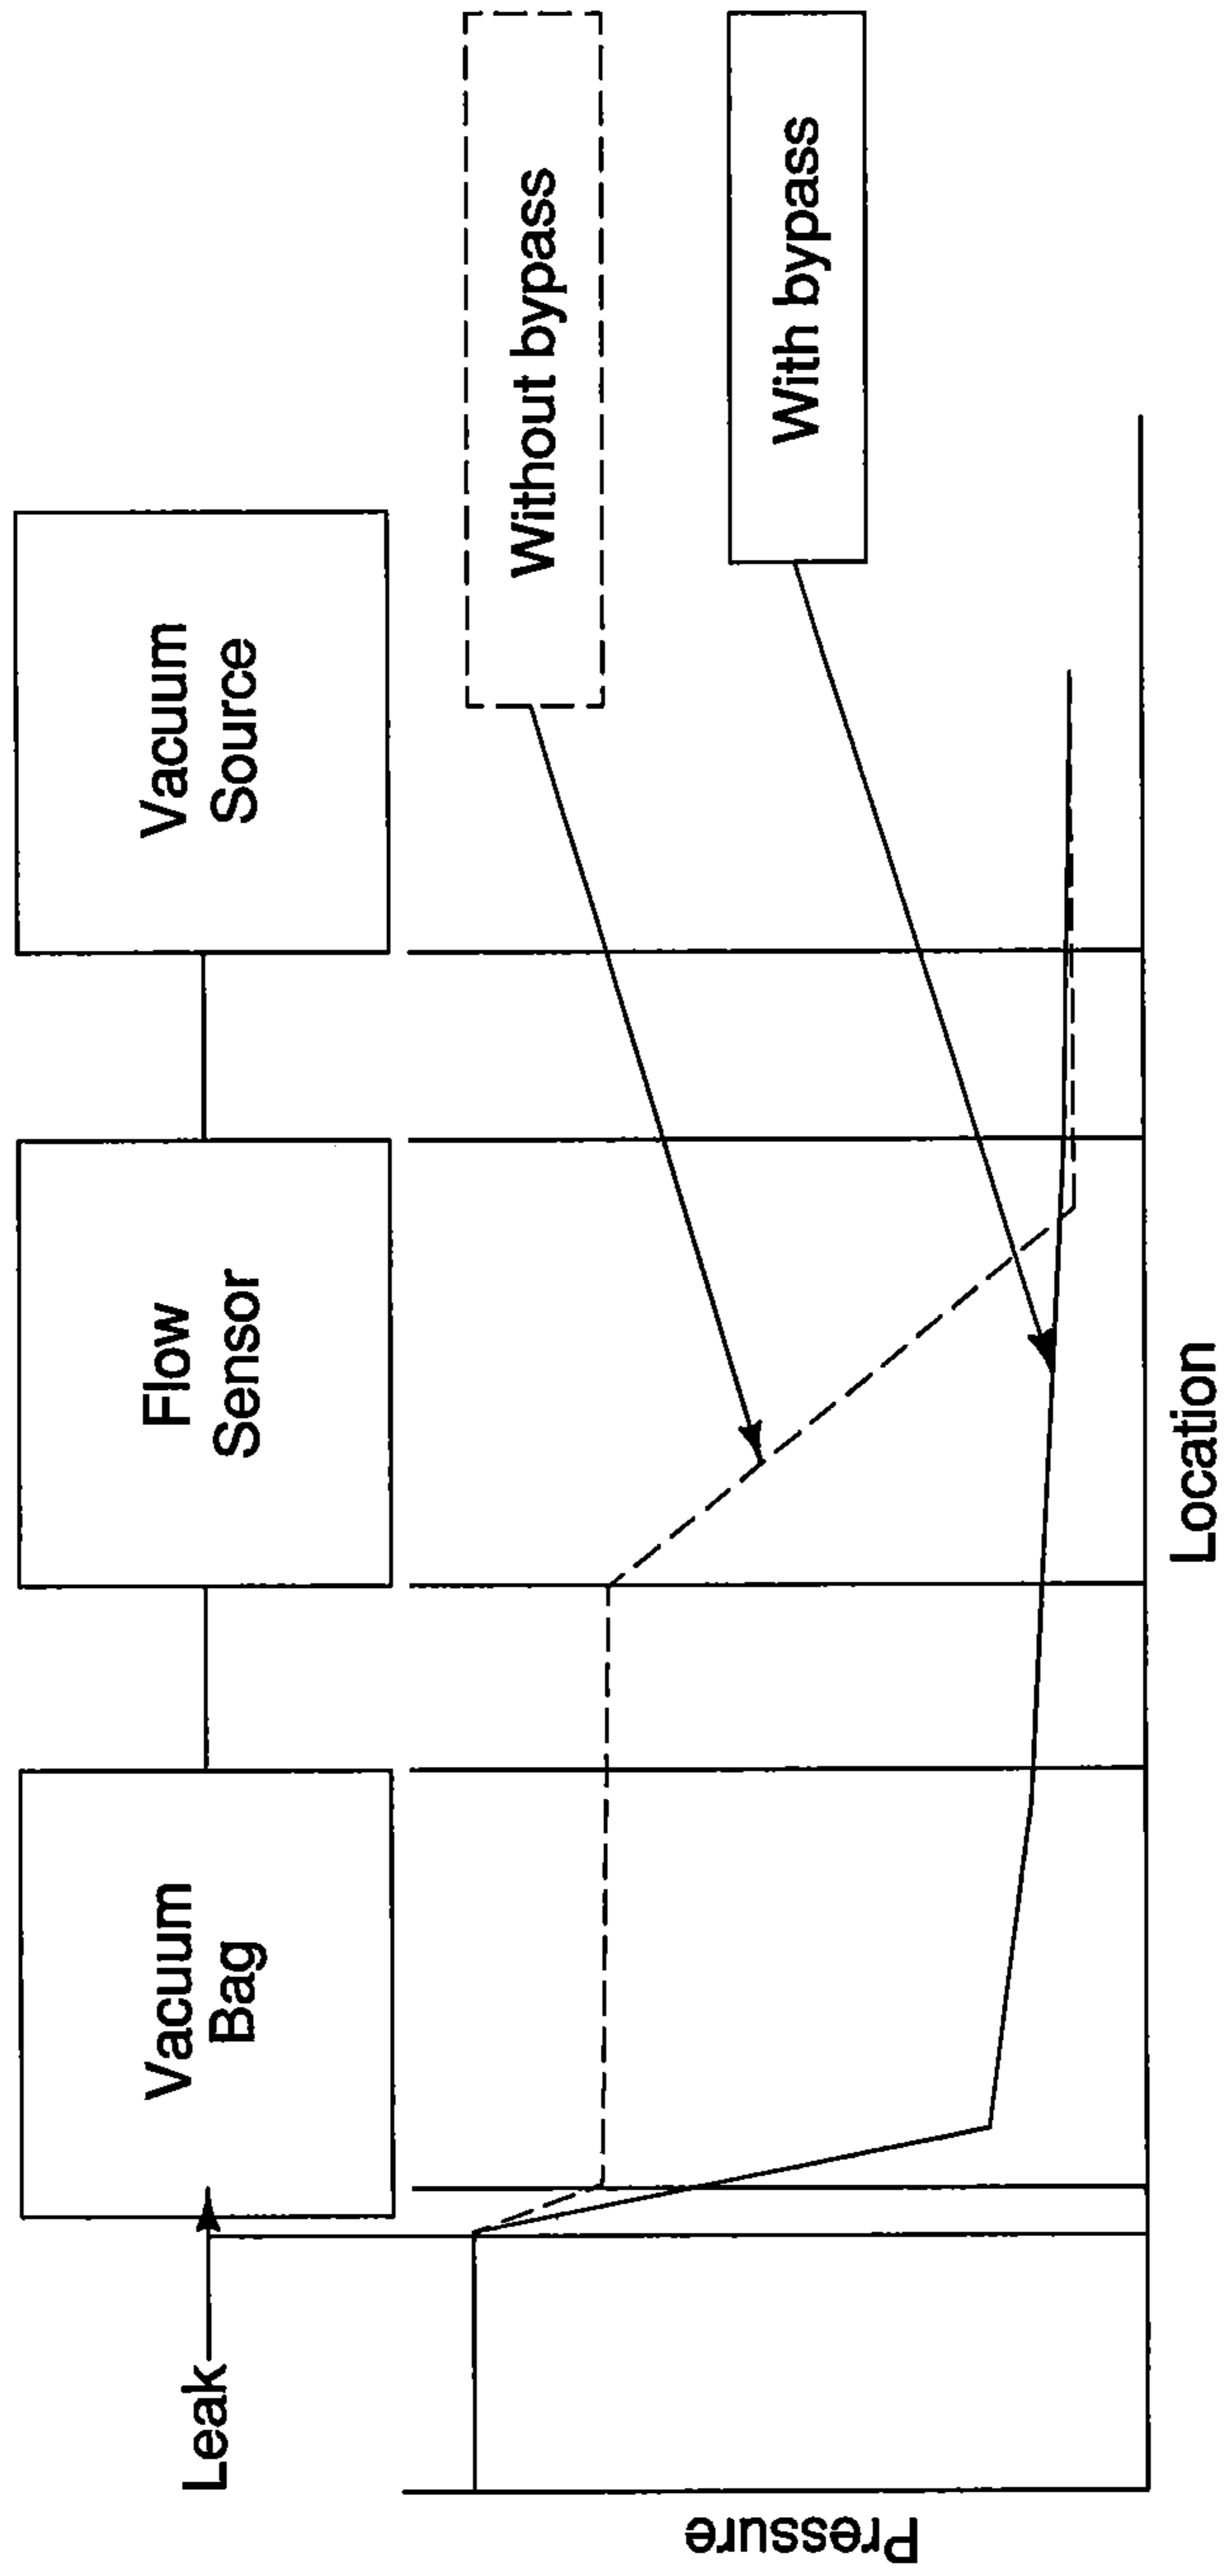 Leak
Vacuum
Bag
Flow
Sensor
Vacuum
Source
Without bypass
With bypass
Pressure
Location